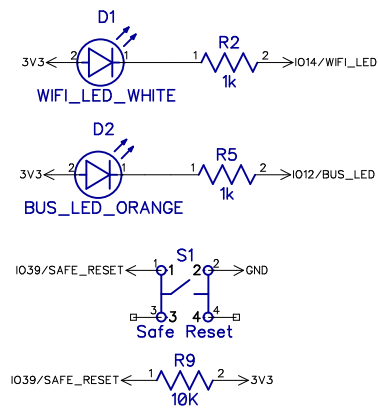 D1
3V3 2 1
WIFI_LED_WHITE
R2
1 2 IO14/WIFI_LED
1k
D2
3V3 2 1
BUS_LED_ORANGE
R5
1 2 IO12/BUS_LED
1k
S1
IO39/SAFE_RESET 1 1 2 2 GND
3 3 4 4
Safe Reset
R9
IO39/SAFE_RESET 1 2 3V3
10K